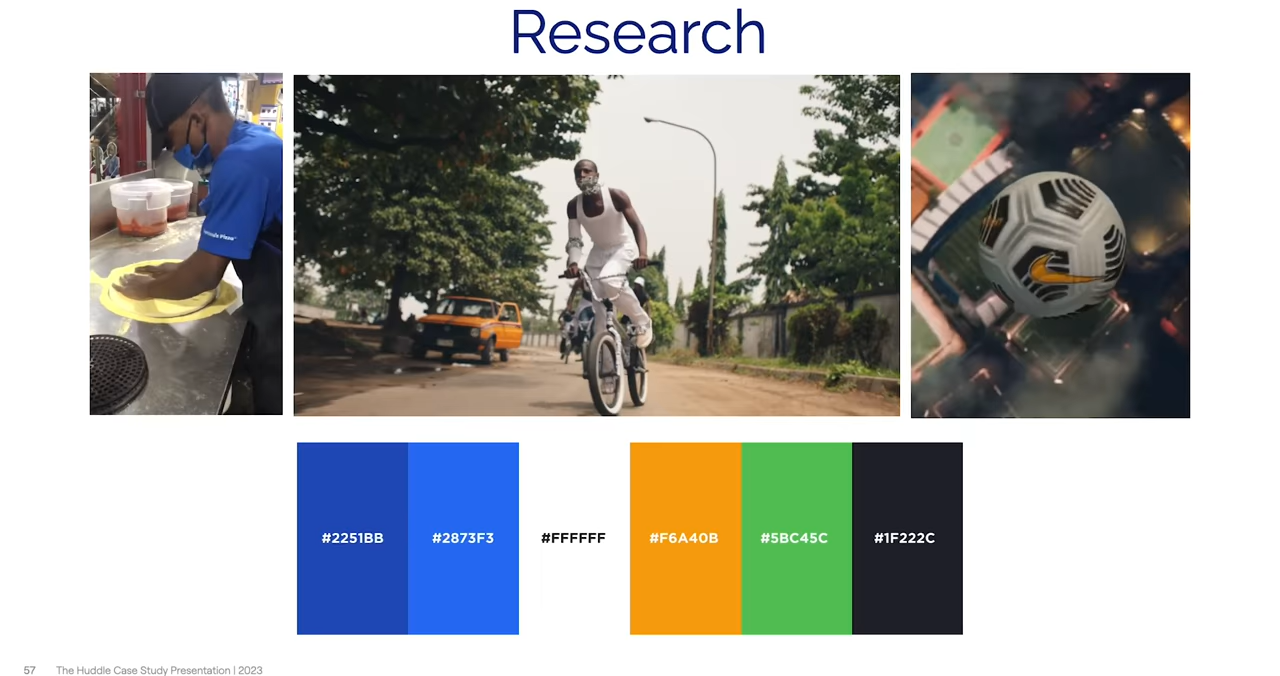 Research
#2251BB
#2873F3
#FFFFFF
#F6A40B
#5BC45C
#1F222C
57 The Huddle Case Study Presentation | 2023